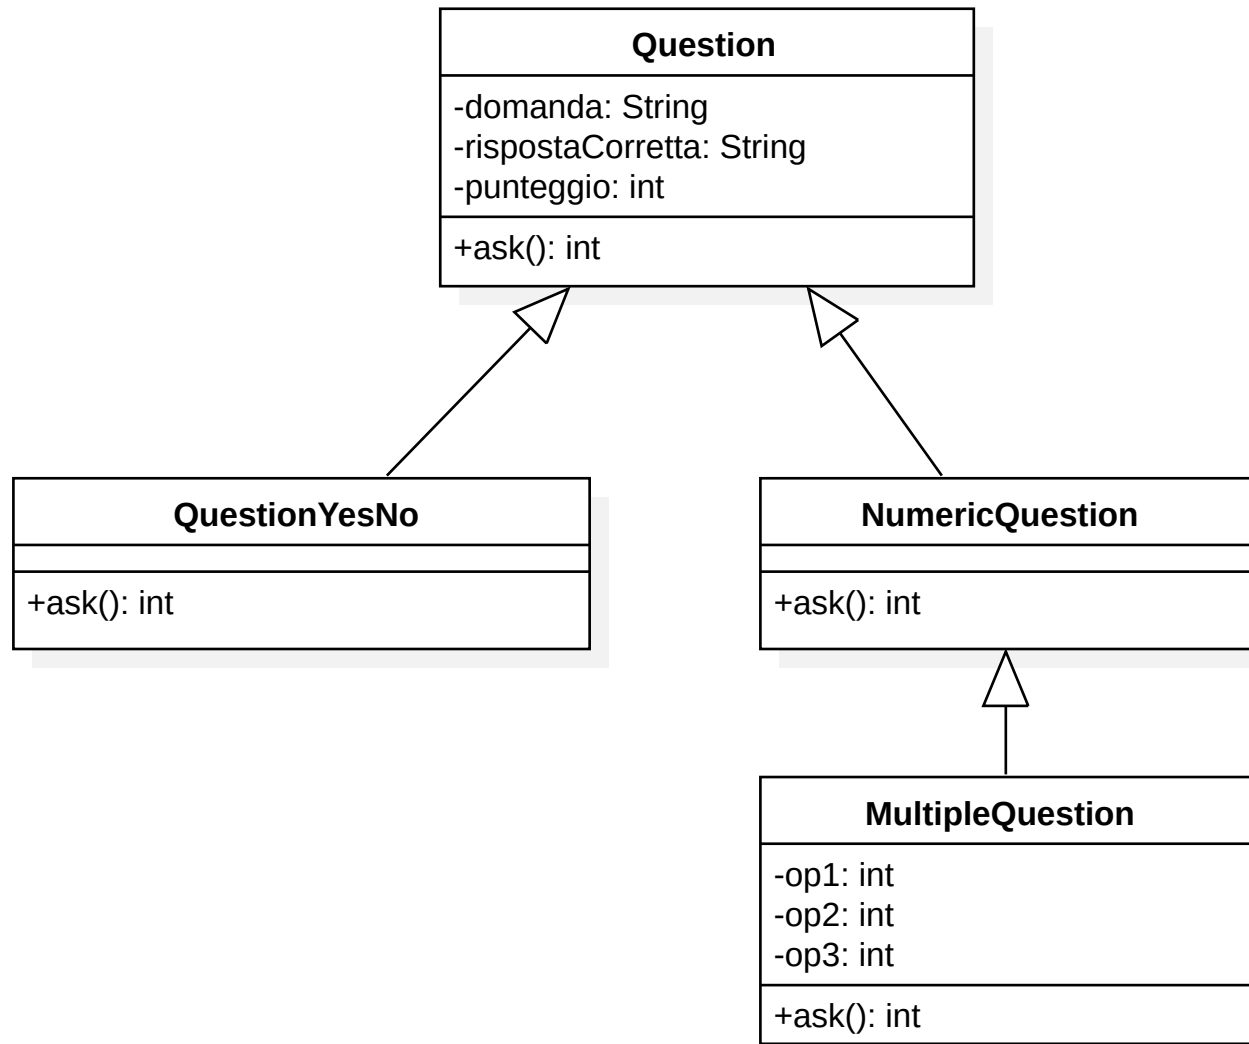 Question
-domanda: String
-rispostaCorretta: String
-punteggio: int
+ask(): int
QuestionYesNo
+ask(): int
NumericQuestion
+ask(): int
MultipleQuestion
-op1: int
-op2: int
-op3: int
+ask(): int